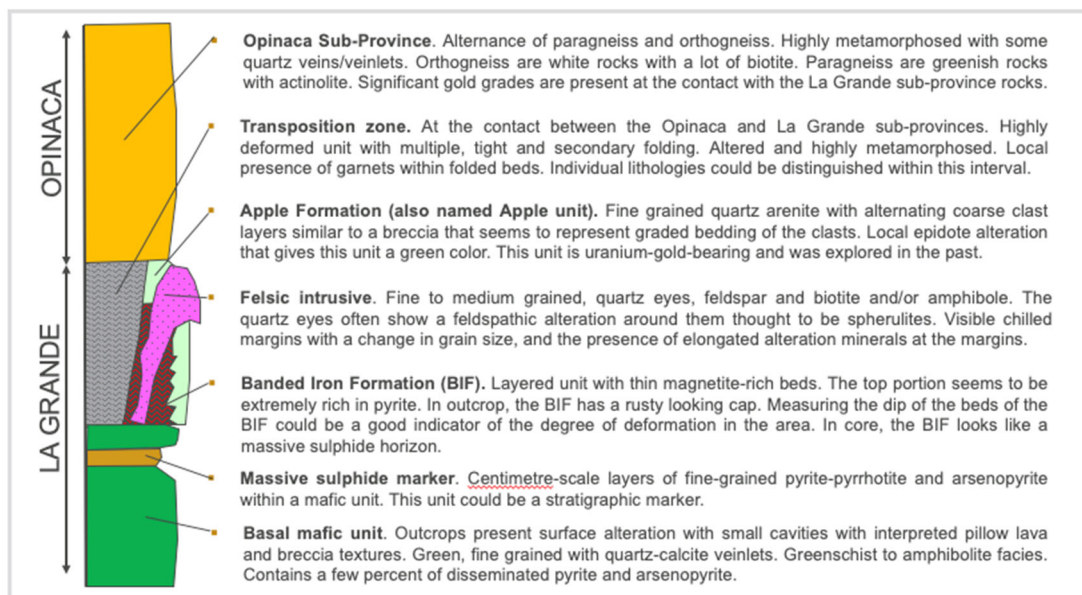 OPINACA
LA GRANDE
Opinaca Sub-Province. Alternance of paragneiss and orthogneiss. Highly metamorphosed with some
quartz veins/veinlets. Orthogneiss are white rocks with a lot of biotite. Paragneiss are greenish rocks
with actinolite. Significant gold grades are present at the contact with the La Grande sub-province rocks.
Transposition zone. At the contact between the Opinaca and La Grande sub-provinces. Highly
deformed unit with multiple, tight and secondary folding. Altered and highly metamorphosed. Local
presence of garnets within folded beds. Individual lithologies could be distinguished within this interval.
Apple Formation (also named Apple unit). Fine grained quartz arenite with alternating coarse clast
layers similar to a breccia that seems to represent graded bedding of the clasts. Local epidote alteration
that gives this unit a green color. This unit is uranium-gold-bearing and was explored in the past.
Felsic intrusive. Fine to medium grained, quartz eyes, feldspar and biotite and/or amphibole. The
quartz eyes often show a feldspathic alteration around them thought to be spherulites. Visible chilled
margins with a change in grain size, and the presence of elongated alteration minerals at the margins.
Banded Iron Formation (BIF). Layered unit with thin magnetite-rich beds. The top portion seems to be
extremely rich in pyrite. In outcrop, the BIF has a rusty looking cap. Measuring the dip of the beds of the
BIF could be a good indicator of the degree of deformation in the area. In core, the BIF looks like a
massive sulphide horizon.
Massive sulphide marker. Centimetre-scale layers of fine-grained pyrite-pyrrhotite and arsenopyrite
within a mafic unit. This unit could be a stratigraphic marker.
Basal mafic unit. Outcrops present surface alteration with small cavities with interpreted pillow lava
and breccia textures. Green, fine grained with quartz-calcite veinlets. Greenschist to amphibolite facies.
Contains a few percent of disseminated pyrite and arsenopyrite.